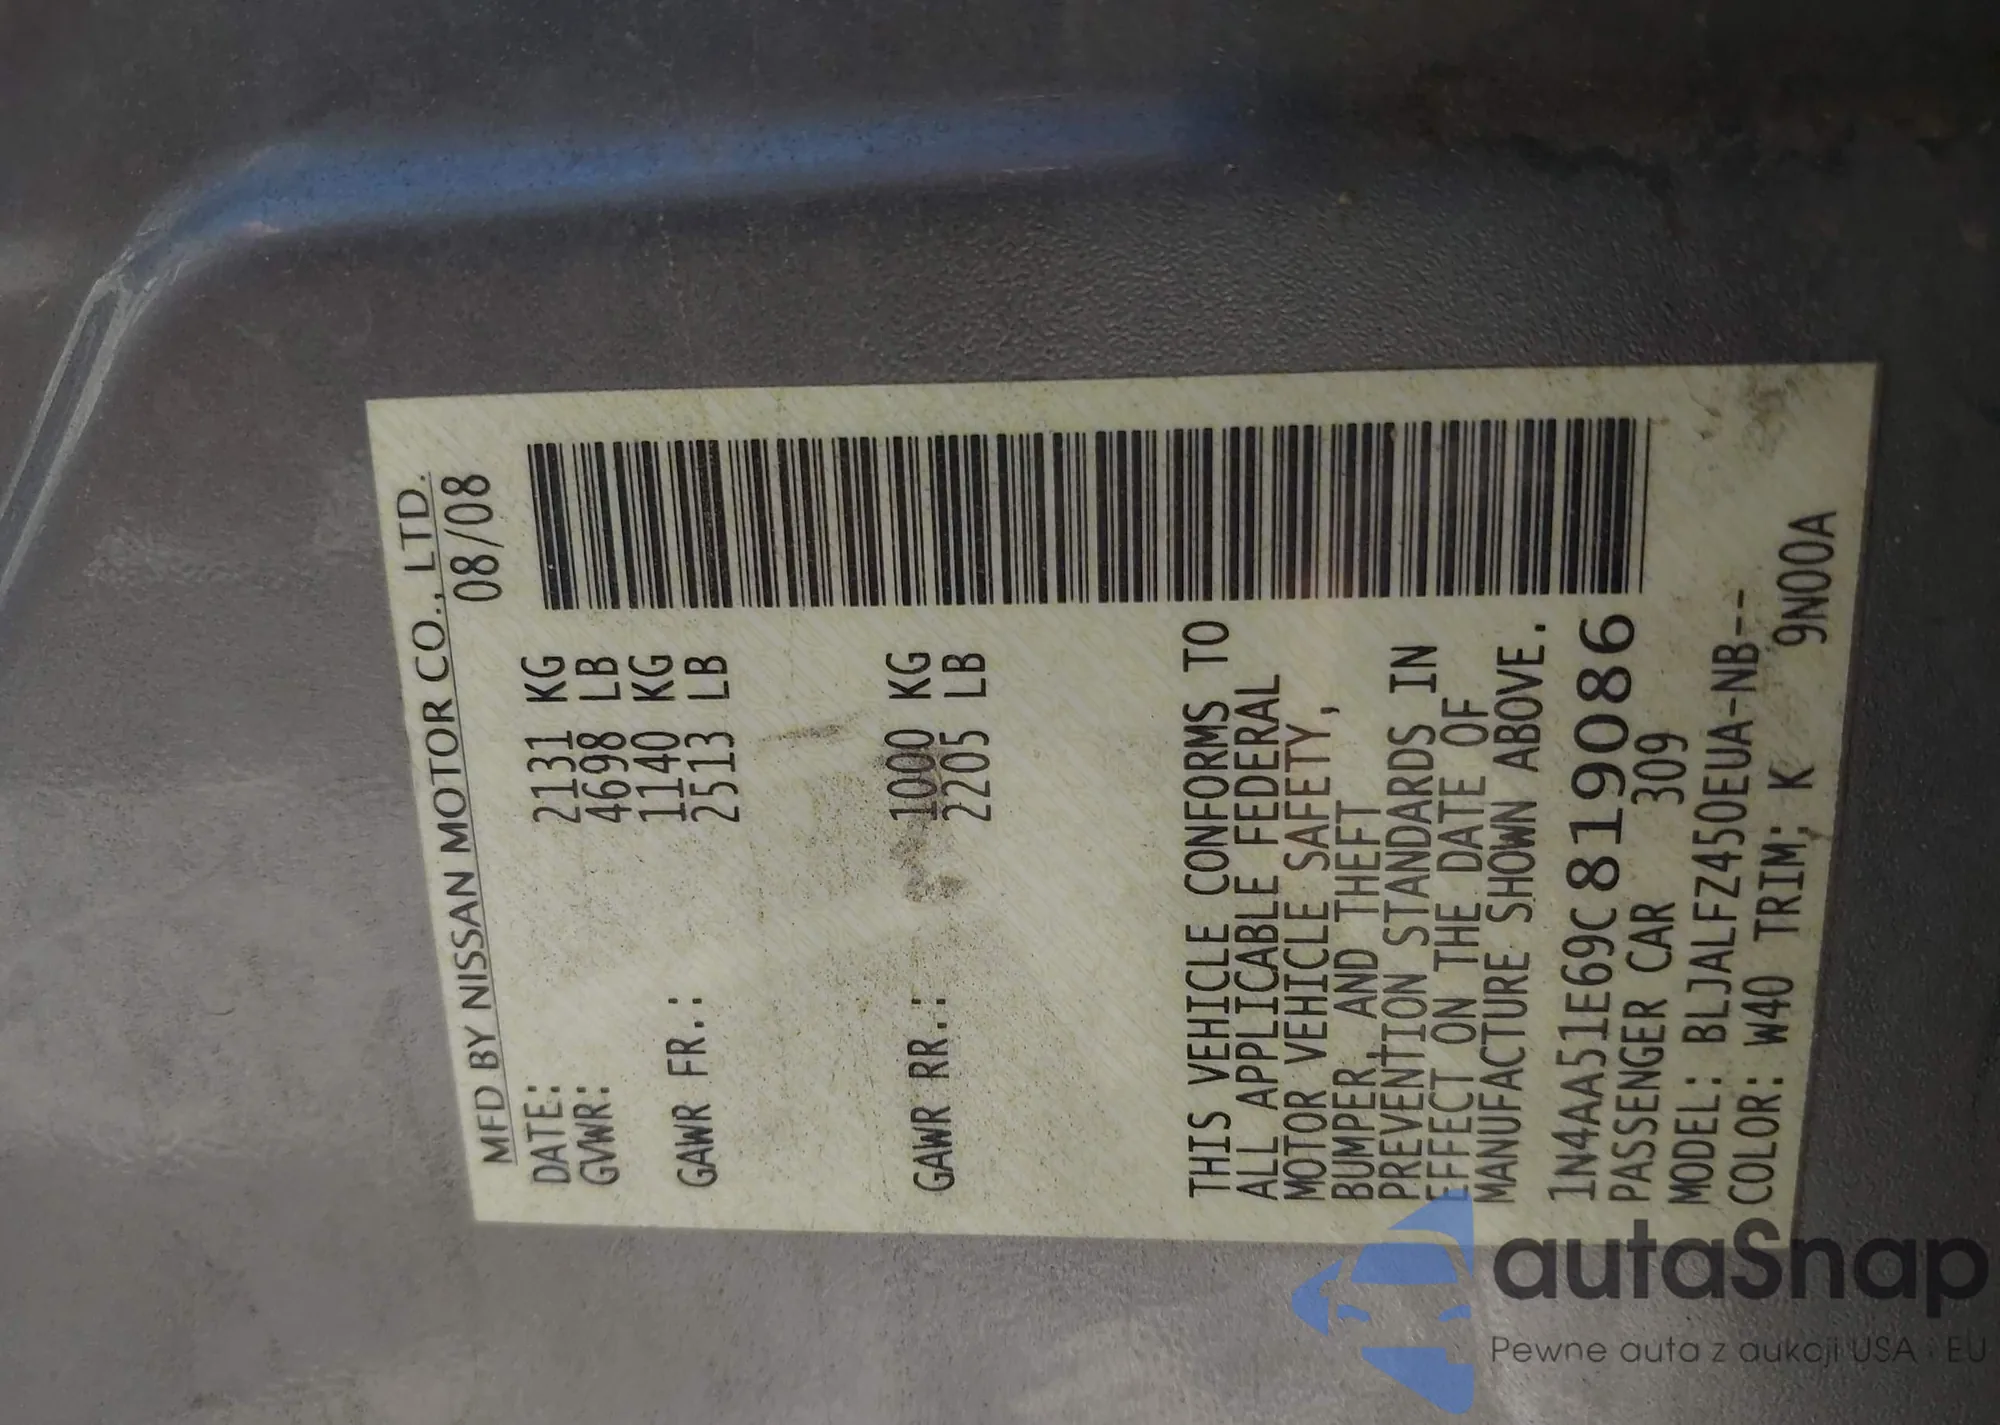 MFD BY NISSAN MOTOR CO., LTD.
DATE: 08/08
GVWR: 2131 KG
4698 LB
GAWR FR.: 1140 KG
2513 LB
GAWR RR.: 1000 KG
2205 LB
THIS VEHICLE CONFORMS TO
ALL APPLICABLE FEDERAL
MOTOR VEHICLE SAFETY,
BUMPER, AND THEFT
PREVENTION STANDARDS IN
EFFECT ON THE DATE OF
MANUFACTURE SHOWN ABOVE.
1N4AA51E69C819086
PASSENGER CAR 309
MODEL: BLJALFZ450EUA-NB--
COLOR: W40 TRIM: K 9N00A
autaSnap
Pewne auta z aukcji USA i EU